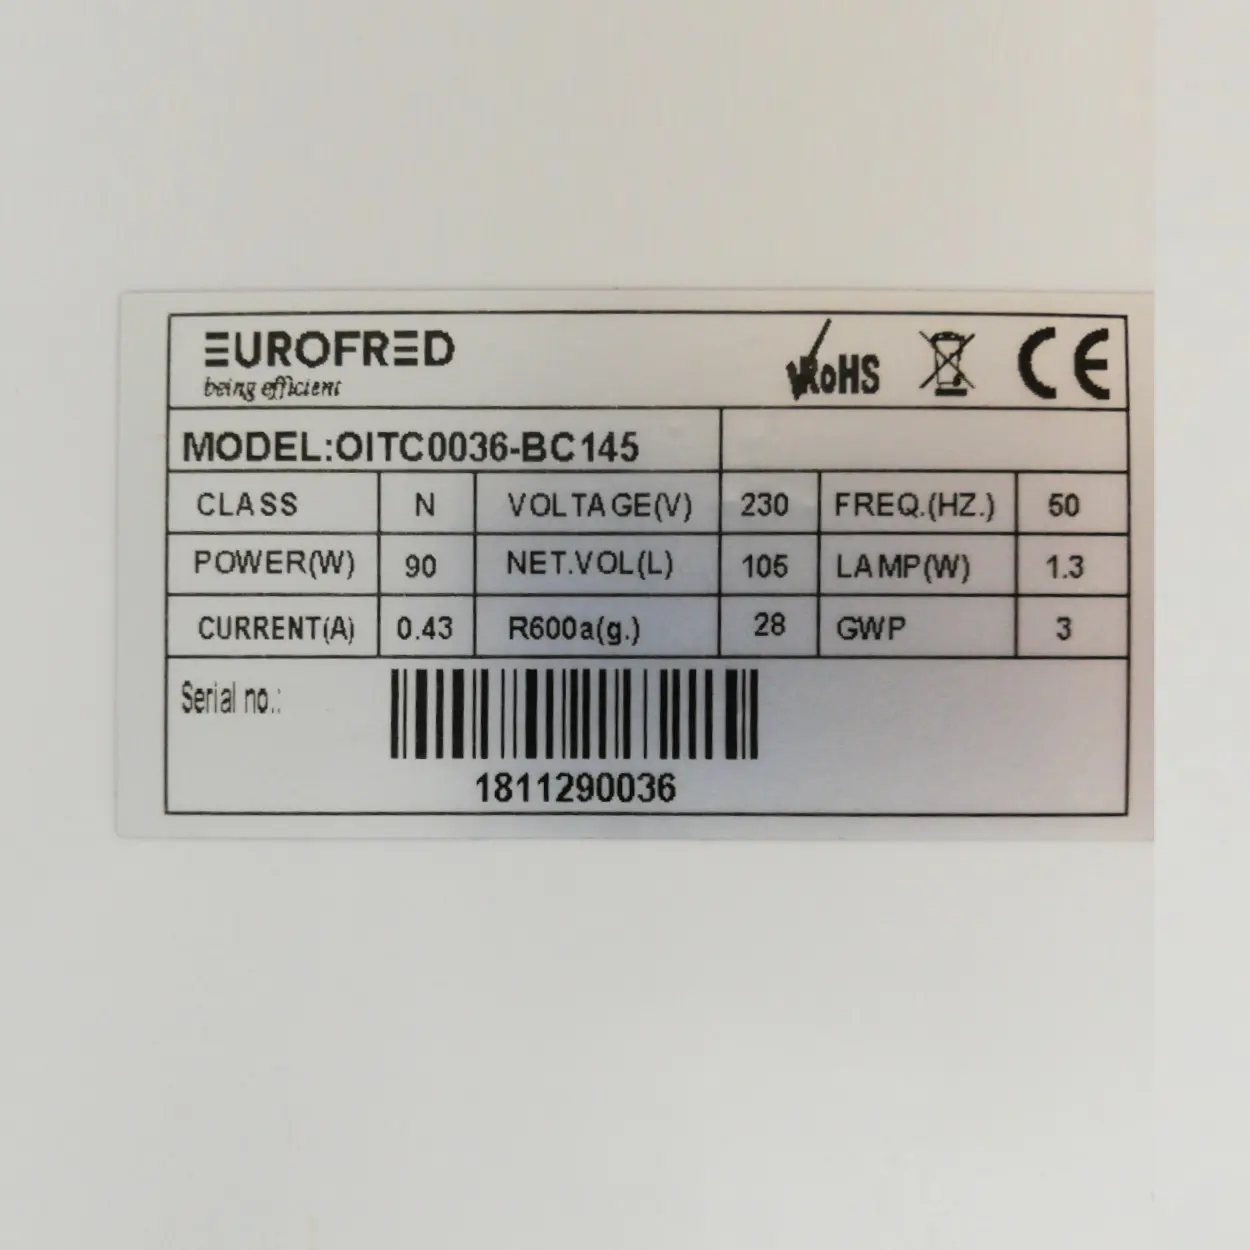 EUROFRED
being efficient
RoHS CE
MODEL:OITC0036-BC145
CLASS N VOLTAGE(V) 230 FREQ.(HZ.) 50
POWER(W) 90 NET.VOL(L) 105 LAMP(W) 1.3
CURRENT(A) 0.43 R600a(g.) 28 GWP 3
Serial no.:
1811290036